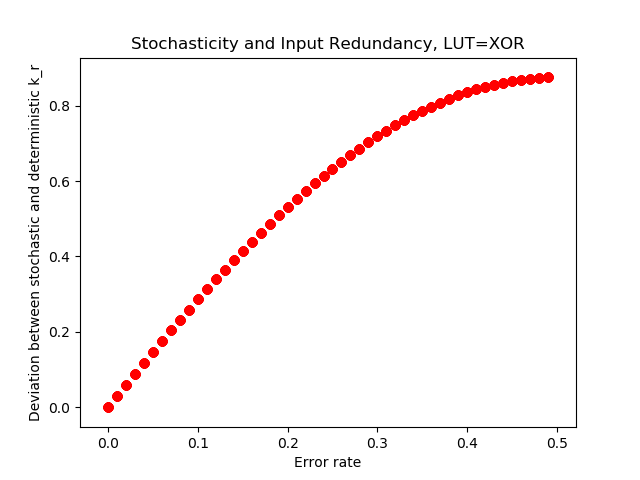 Stochasticity and Input Redundancy, LUT=XOR
Deviation between stochastic and deterministic k_r
0.8
0.6
0.4
0.2
0.0
0.0 0.1 0.2 0.3 0.4 0.5
Error rate